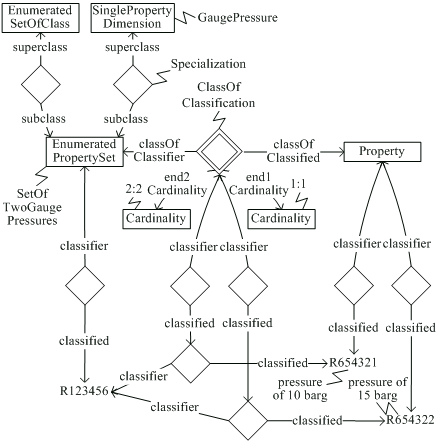 Enumerated
SetOfClass
SingleProperty
Dimension
GaugePressure
superclass
superclass
Specialization
ClassOf
Classification
subclass
subclass
Enumerated
PropertySet
classOf
Classifier
classOf
Classified
Property
SetOf
TwoGauge
Pressures
end2
Cardinality
2:2
end1
Cardinality
1:1
Cardinality
Cardinality
classifier
classifier
classifier
classifier
classifier
classified
classified
classified
classified
classified
classifier
classified
R654321
R123456
pressure
of 10 barg
pressure of
15 barg
classifier
classified
R654322